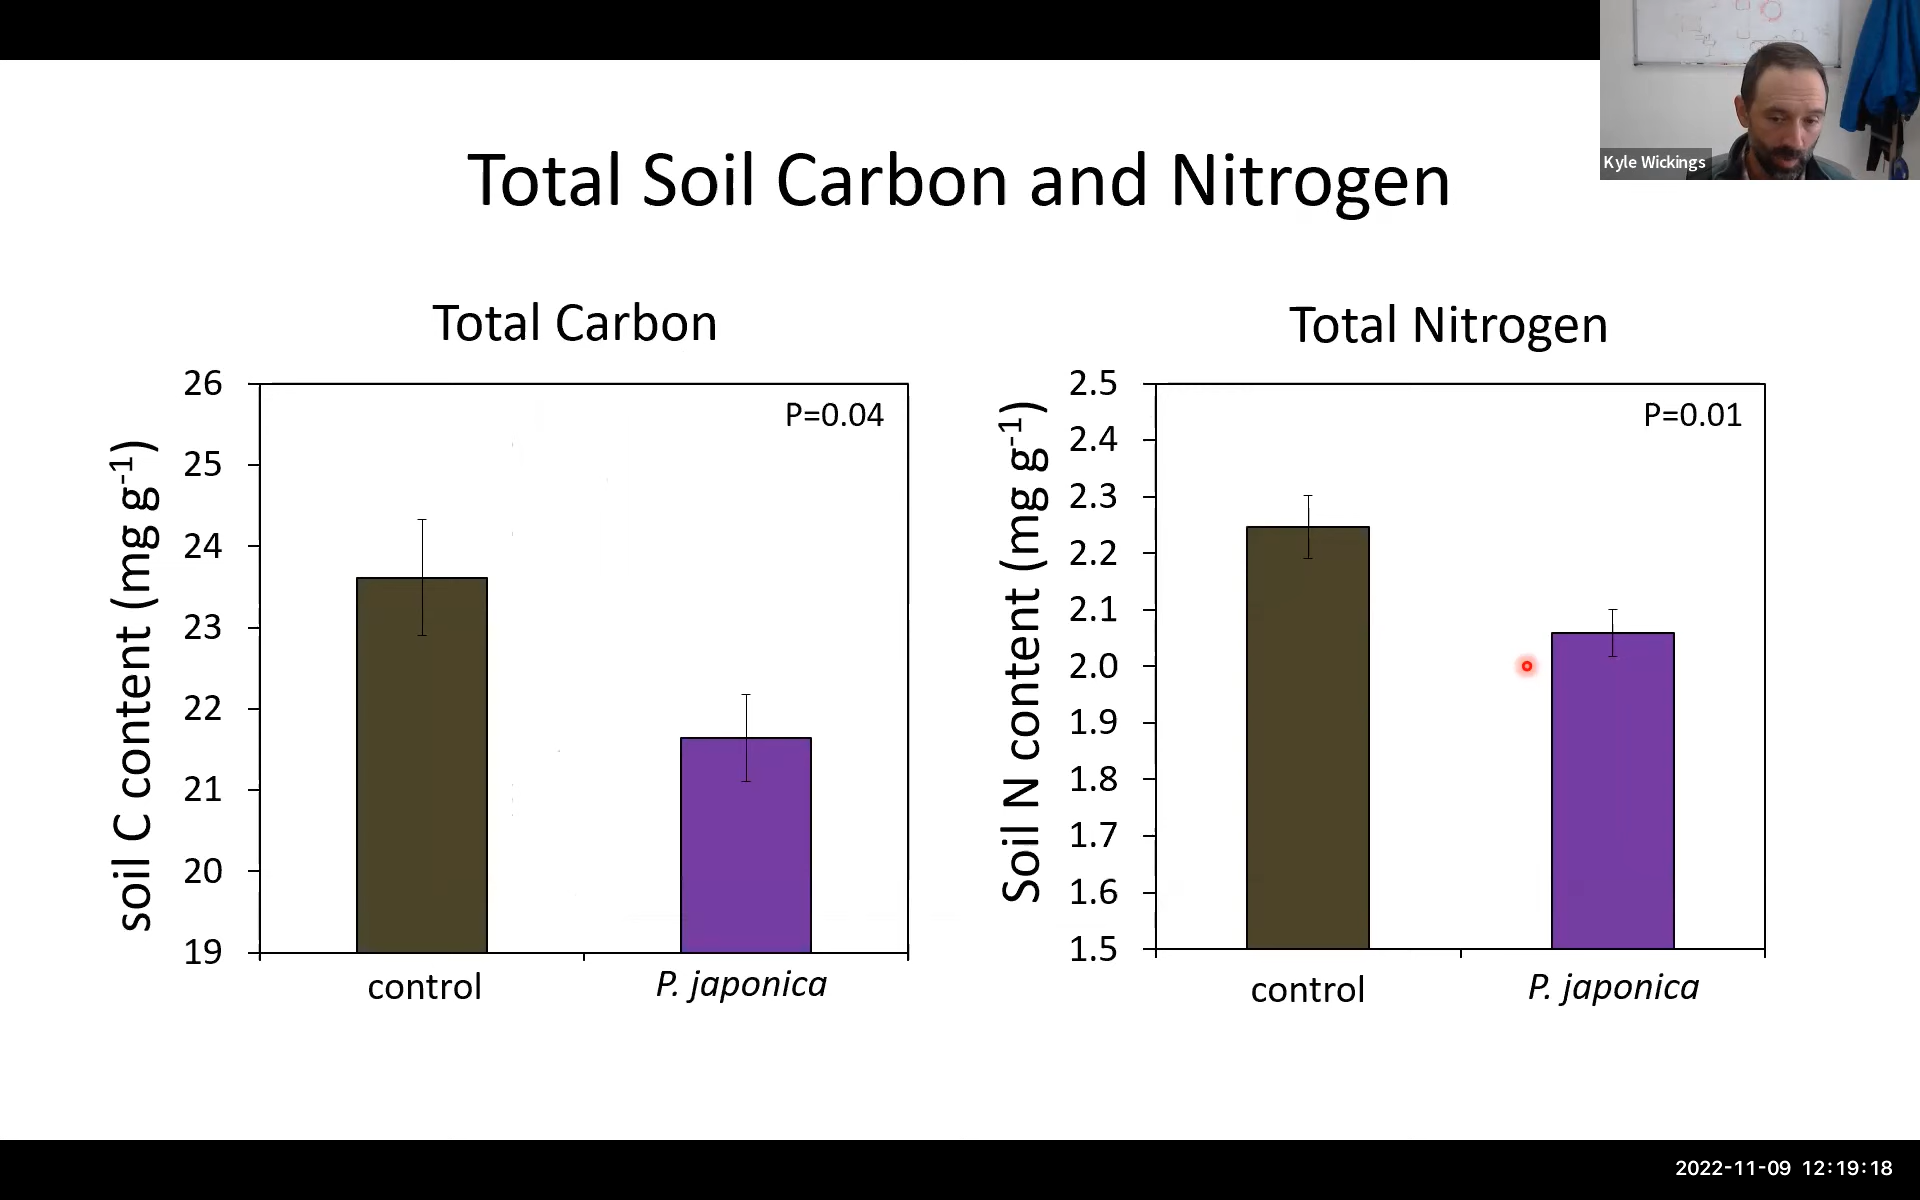 Kyle Wickings
Total Soil Carbon and Nitrogen
Total Carbon
soil C content (mg g⁻¹)
26
25
24
23
22
21
20
19
P=0.04
control
P. japonica
Total Nitrogen
Soil N content (mg g⁻¹)
2.5
2.4
2.3
2.2
2.1
2.0
1.9
1.8
1.7
1.6
1.5
P=0.01
control
P. japonica
2022-11-09 12:19:18